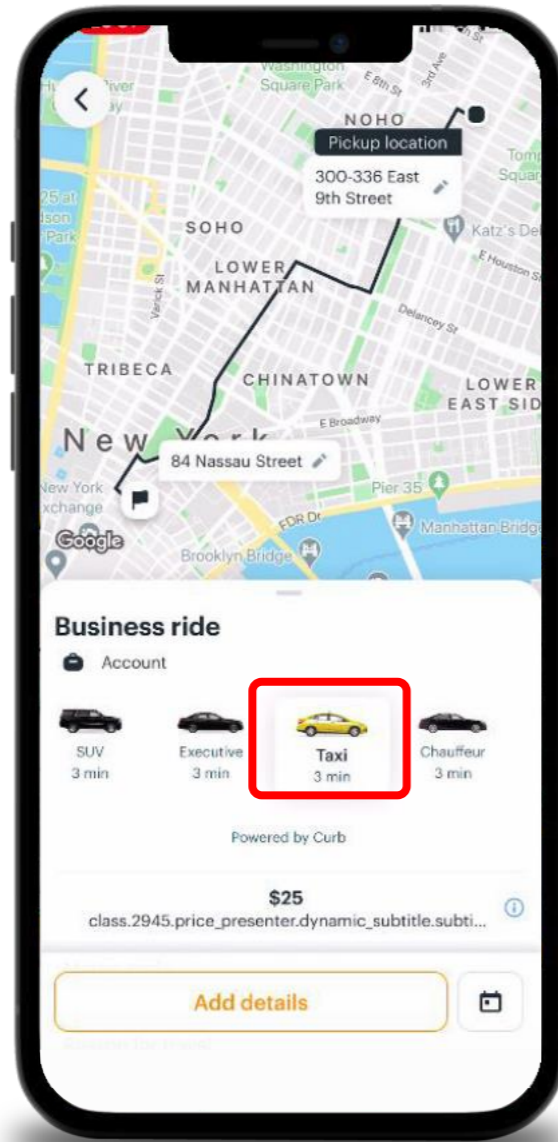 Washington
Square Park
E 8th St
3rd Ave
NOHO
Pickup location
300-336 East
9th Street
Katz's Del
SOHO
E Houston S
LOWER
MANHATTAN
Varick St
Delancey St
TRIBECA
CHINATOWN
LOWER
EAST SID
E Broadway
New York
84 Nassau Street
New York
xchange
Pier 35
FDR Dr
Manhattan Bridge
Google
Brooklyn Bridge
Business ride
Account
SUV
Executive
Taxi
Chauffeur
3 min
3 min
3 min
3 min
Powered by Curb
$25
class.2945.price_presenter.dynamic_subtitle.subti...
Add details